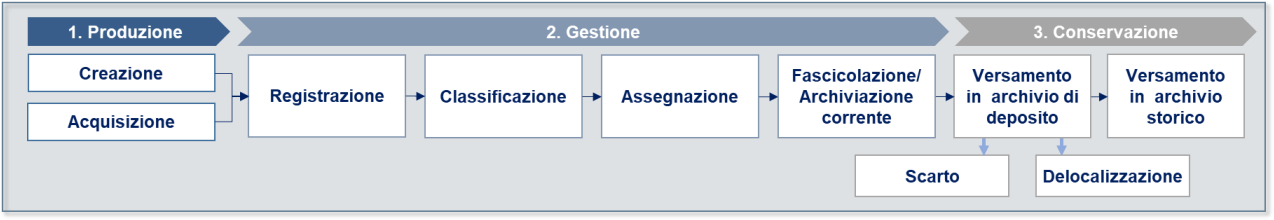 1. Produzione
2. Gestione
3. Conservazione
Creazione
Acquisizione
Registrazione
Classificazione
Assegnazione
Fascicolazione/
Archiviazione
corrente
Versamento
in archivio di
deposito
Versamento
in archivio
storico
Scarto
Delocalizzazione